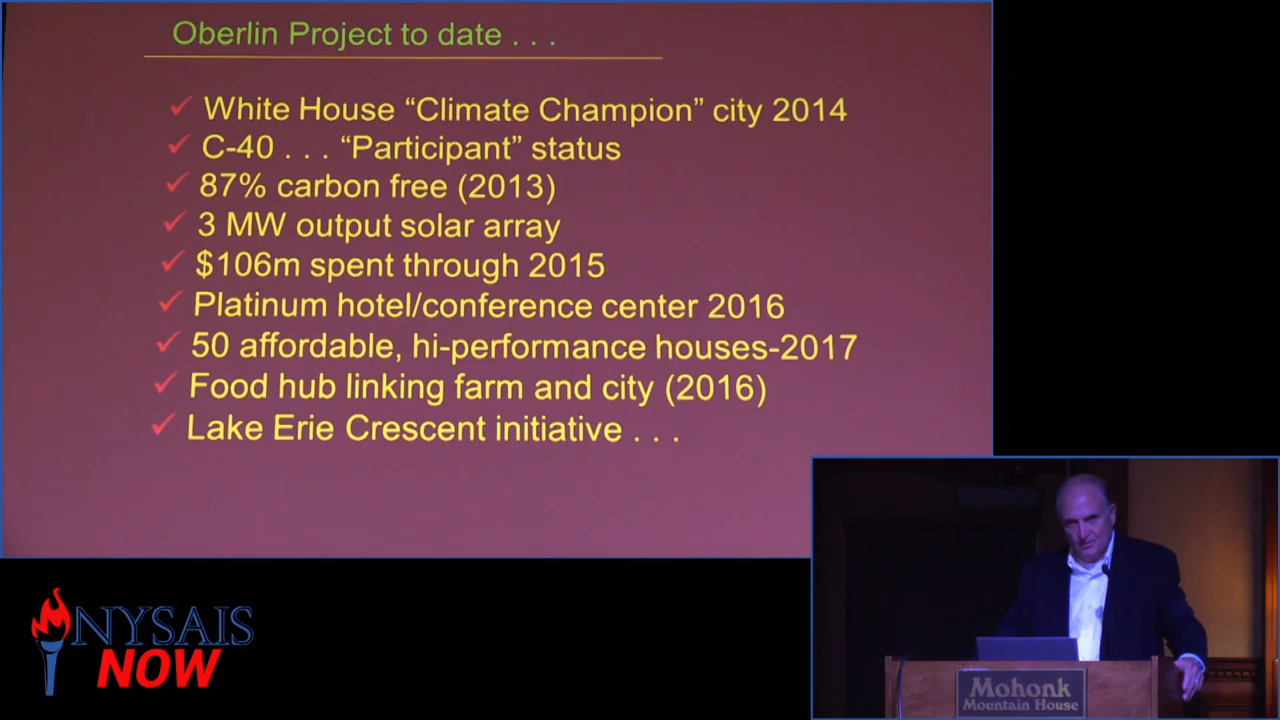 Oberlin Project to date . . .
White House “Climate Champion” city 2014
C-40 . . . “Participant” status
87% carbon free (2013)
3 MW output solar array
$106m spent through 2015
Platinum hotel/conference center 2016
50 affordable, hi-performance houses-2017
Food hub linking farm and city (2016)
Lake Erie Crescent initiative . . .
NYSAIS
NOW
Mohonk
Mountain House